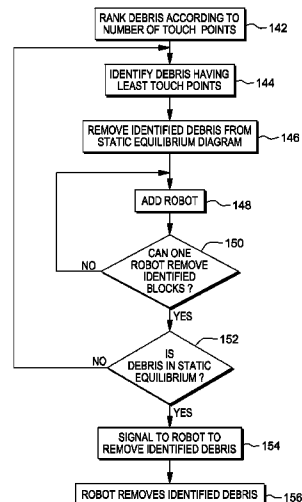 RANK DEBRIS ACCORDING TO
NUMBER OF TOUCH POINTS
142
IDENTIFY DEBRIS HAVING
LEAST TOUCH POINTS
144
REMOVE IDENTIFIED DEBRIS FROM
STATIC EQUILIBRIUM DIAGRAM
146
ADD ROBOT
148
150
CAN ONE
ROBOT REMOVE
IDENTIFIED
BLOCKS ?
NO
YES
152
IS
DEBRIS IN STATIC
EQUILIBRIUM ?
NO
YES
SIGNAL TO ROBOT TO
REMOVE IDENTIFIED DEBRIS
154
ROBOT REMOVES IDENTIFIED DEBRIS
156